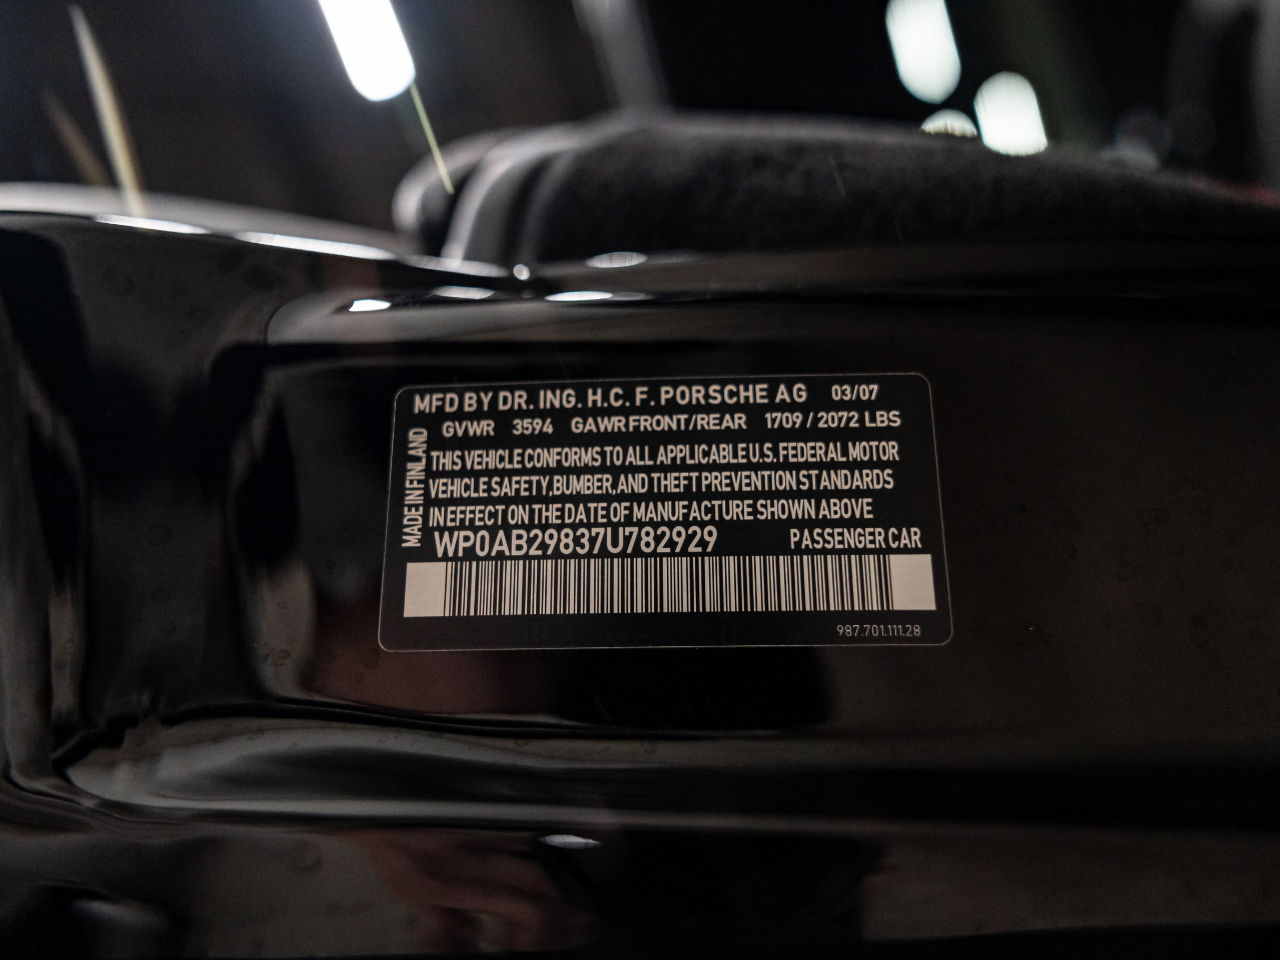 MFD BY DR. ING. H.C. F. PORSCHE AG 03/07
GVWR 3594 GAWR FRONT/REAR 1709 / 2072 LBS
MADE IN FINLAND
THIS VEHICLE CONFORMS TO ALL APPLICABLE U.S. FEDERAL MOTOR
VEHICLE SAFETY, BUMBER, AND THEFT PREVENTION STANDARDS
IN EFFECT ON THE DATE OF MANUFACTURE SHOWN ABOVE
WP0AB29837U782929 PASSENGER CAR
987.701.111.28